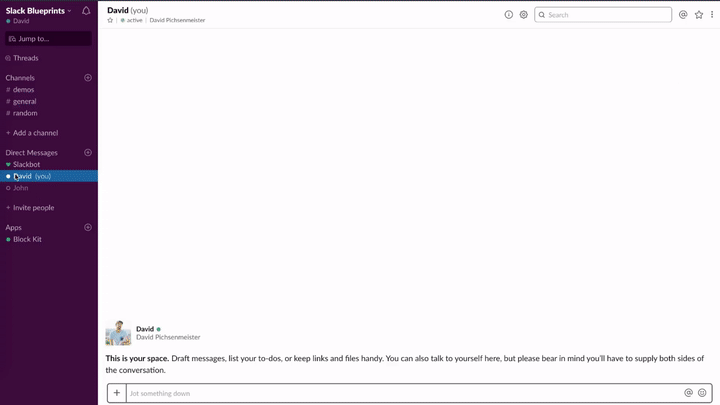 Slack Blueprints
David
Jump to...
Threads
Channels
# demos
# general
# random
+ Add a channel
Direct Messages
Slackbot
David (you)
John
+ Invite people
Apps
Block Kit
David (you)
active | David Pichsenmeister
Search
David
David Pichsenmeister
This is your space. Draft messages, list your to-dos, or keep links and files handy. You can also talk to yourself here, but please bear in mind you'll have to supply both sides of
the conversation.
Jot something down